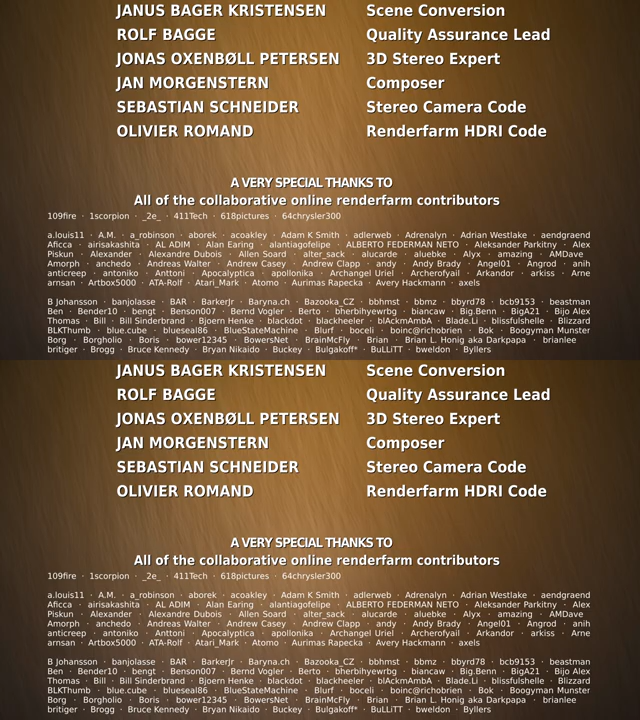 JANUS BAGER KRISTENSEN Scene Conversion
ROLF BAGGE Quality Assurance Lead
JONAS OXENBØLL PETERSEN 3D Stereo Expert
JAN MORGENSTERN Composer
SEBASTIAN SCHNEIDER Stereo Camera Code
OLIVIER ROMAND Renderfarm HDRI Code
A VERY SPECIAL THANKS TO
All of the collaborative online renderfarm contributors
109fire · 1scorpion · _2e_ · 411Tech · 618pictures · 64chrysler300
a.louis11 · A.M. · a_robinson · aborek · acoakley · Adam K Smith · adlerweb · Adrenalyn · Adrian Westlake · aendgraend
Aficca · airisakashita · AL ADIM · Alan Earing · alantiagofelipe · ALBERTO FEDERMAN NETO · Aleksander Parkitny · Alex
Piskun · Alexander · Alexandre Dubois · Allen Soard · alter_sack · alucarde · aluebke · Alyx · amazing · AMDave
Amorph · anchedo · Andreas Walter · Andrew Casey · Andrew Clapp · andy · Andy Brady · Angel01 · Angrod · anih
anticreep · antoniko · Anttoni · Apocalyptica · apollonika · Archangel Uriel · Archerofyail · Arkandor · arkiss · Arne
arnsan · Artbox5000 · ATA-Rolf · Atari_Mark · Atomo · Aurimas Rapecka · Avery Hackmann · axels
B Johansson · banjolasse · BAR · BarkerJr · Baryna.ch · Bazooka_CZ · bbhmst · bbmz · bbyrd78 · bcb9153 · beastman
Ben · Bender10 · bengt · Benson007 · Bernd Vogler · Berto · bherbihyewrbg · biancaw · Big.Benn · BigA21 · Bijo Alex
Thomas · Bill · Bill Sinderbrand · Bjoern Henke · blackdot · blackheeler · blAckrnAmbA · Blade.Li · blissfulshelle · Blizzard
BLKThumb · blue.cube · blueseal86 · BlueStateMachine · Blurf · boceli · boinc@richobrien · Bok · Boogyman Munster
Borg · Borgholio · Boris · bower12345 · BowersNet · BrainMcFly · Brian · Brian L. Honig aka Darkpapa · brianlee
britiger · Brogg · Bruce Kennedy · Bryan Nikaido · Buckey · Bulgakoff* · BuLLiTT · bweldon · Byllers
JANUS BAGER KRISTENSEN Scene Conversion
ROLF BAGGE Quality Assurance Lead
JONAS OXENBØLL PETERSEN 3D Stereo Expert
JAN MORGENSTERN Composer
SEBASTIAN SCHNEIDER Stereo Camera Code
OLIVIER ROMAND Renderfarm HDRI Code
A VERY SPECIAL THANKS TO
All of the collaborative online renderfarm contributors
109fire · 1scorpion · _2e_ · 411Tech · 618pictures · 64chrysler300
a.louis11 · A.M. · a_robinson · aborek · acoakley · Adam K Smith · adlerweb · Adrenalyn · Adrian Westlake · aendgraend
Aficca · airisakashita · AL ADIM · Alan Earing · alantiagofelipe · ALBERTO FEDERMAN NETO · Aleksander Parkitny · Alex
Piskun · Alexander · Alexandre Dubois · Allen Soard · alter_sack · alucarde · aluebke · Alyx · amazing · AMDave
Amorph · anchedo · Andreas Walter · Andrew Casey · Andrew Clapp · andy · Andy Brady · Angel01 · Angrod · anih
anticreep · antoniko · Anttoni · Apocalyptica · apollonika · Archangel Uriel · Archerofyail · Arkandor · arkiss · Arne
arnsan · Artbox5000 · ATA-Rolf · Atari_Mark · Atomo · Aurimas Rapecka · Avery Hackmann · axels
B Johansson · banjolasse · BAR · BarkerJr · Baryna.ch · Bazooka_CZ · bbhmst · bbmz · bbyrd78 · bcb9153 · beastman
Ben · Bender10 · bengt · Benson007 · Bernd Vogler · Berto · bherbihyewrbg · biancaw · Big.Benn · BigA21 · Bijo Alex
Thomas · Bill · Bill Sinderbrand · Bjoern Henke · blackdot · blackheeler · blAckrnAmbA · Blade.Li · blissfulshelle · Blizzard
BLKThumb · blue.cube · blueseal86 · BlueStateMachine · Blurf · boceli · boinc@richobrien · Bok · Boogyman Munster
Borg · Borgholio · Boris · bower12345 · BowersNet · BrainMcFly · Brian · Brian L. Honig aka Darkpapa · brianlee
britiger · Brogg · Bruce Kennedy · Bryan Nikaido · Buckey · Bulgakoff* · BuLLiTT · bweldon · Byllers